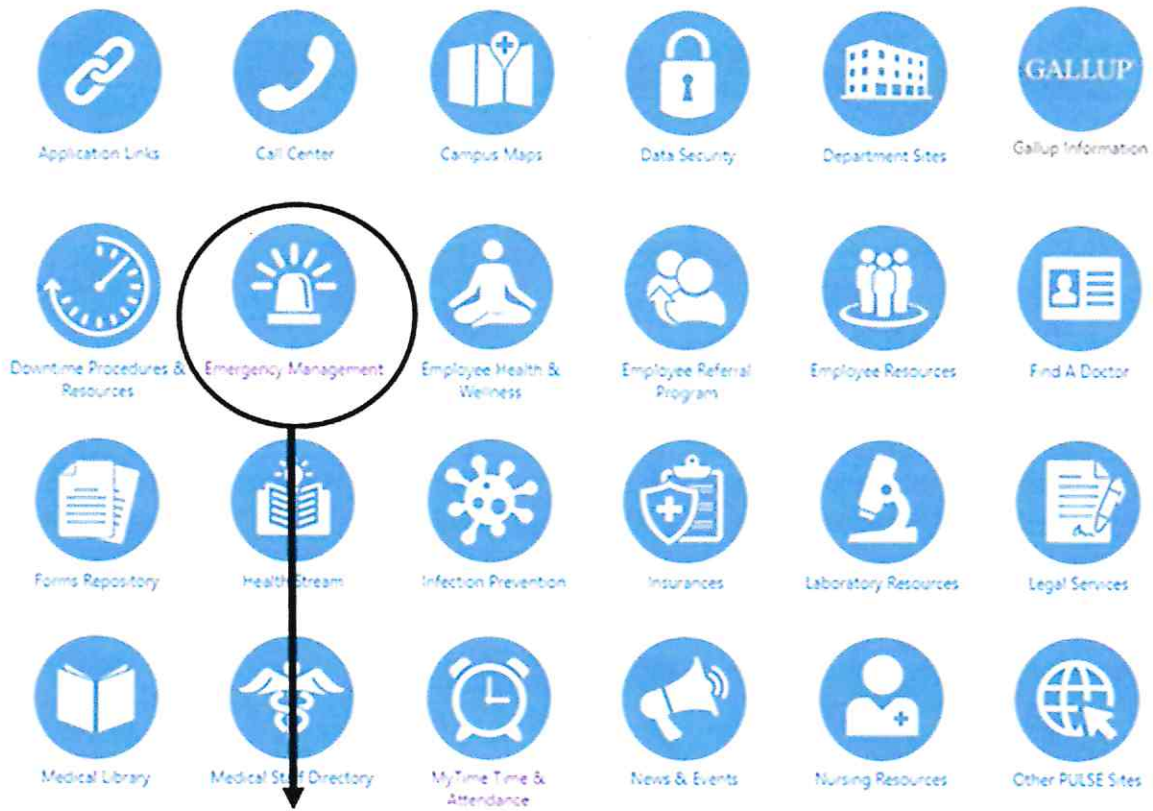 GALLUP
Application Links
Call Center
Campus Maps
Data Security
Department Sites
Gallup Information
Downtime Procedures &
Resources
Emergency Management
Employee Health &
Wellness
Employee Referral
Program
Employee Resources
Find A Doctor
Forms Repository
Health Stream
Infection Prevention
Insurances
Laboratory Resources
Legal Services
Medical Library
Medical Staff Directory
MyTime Time &
Attendance
News & Events
Nursing Resources
Other PULSE Sites